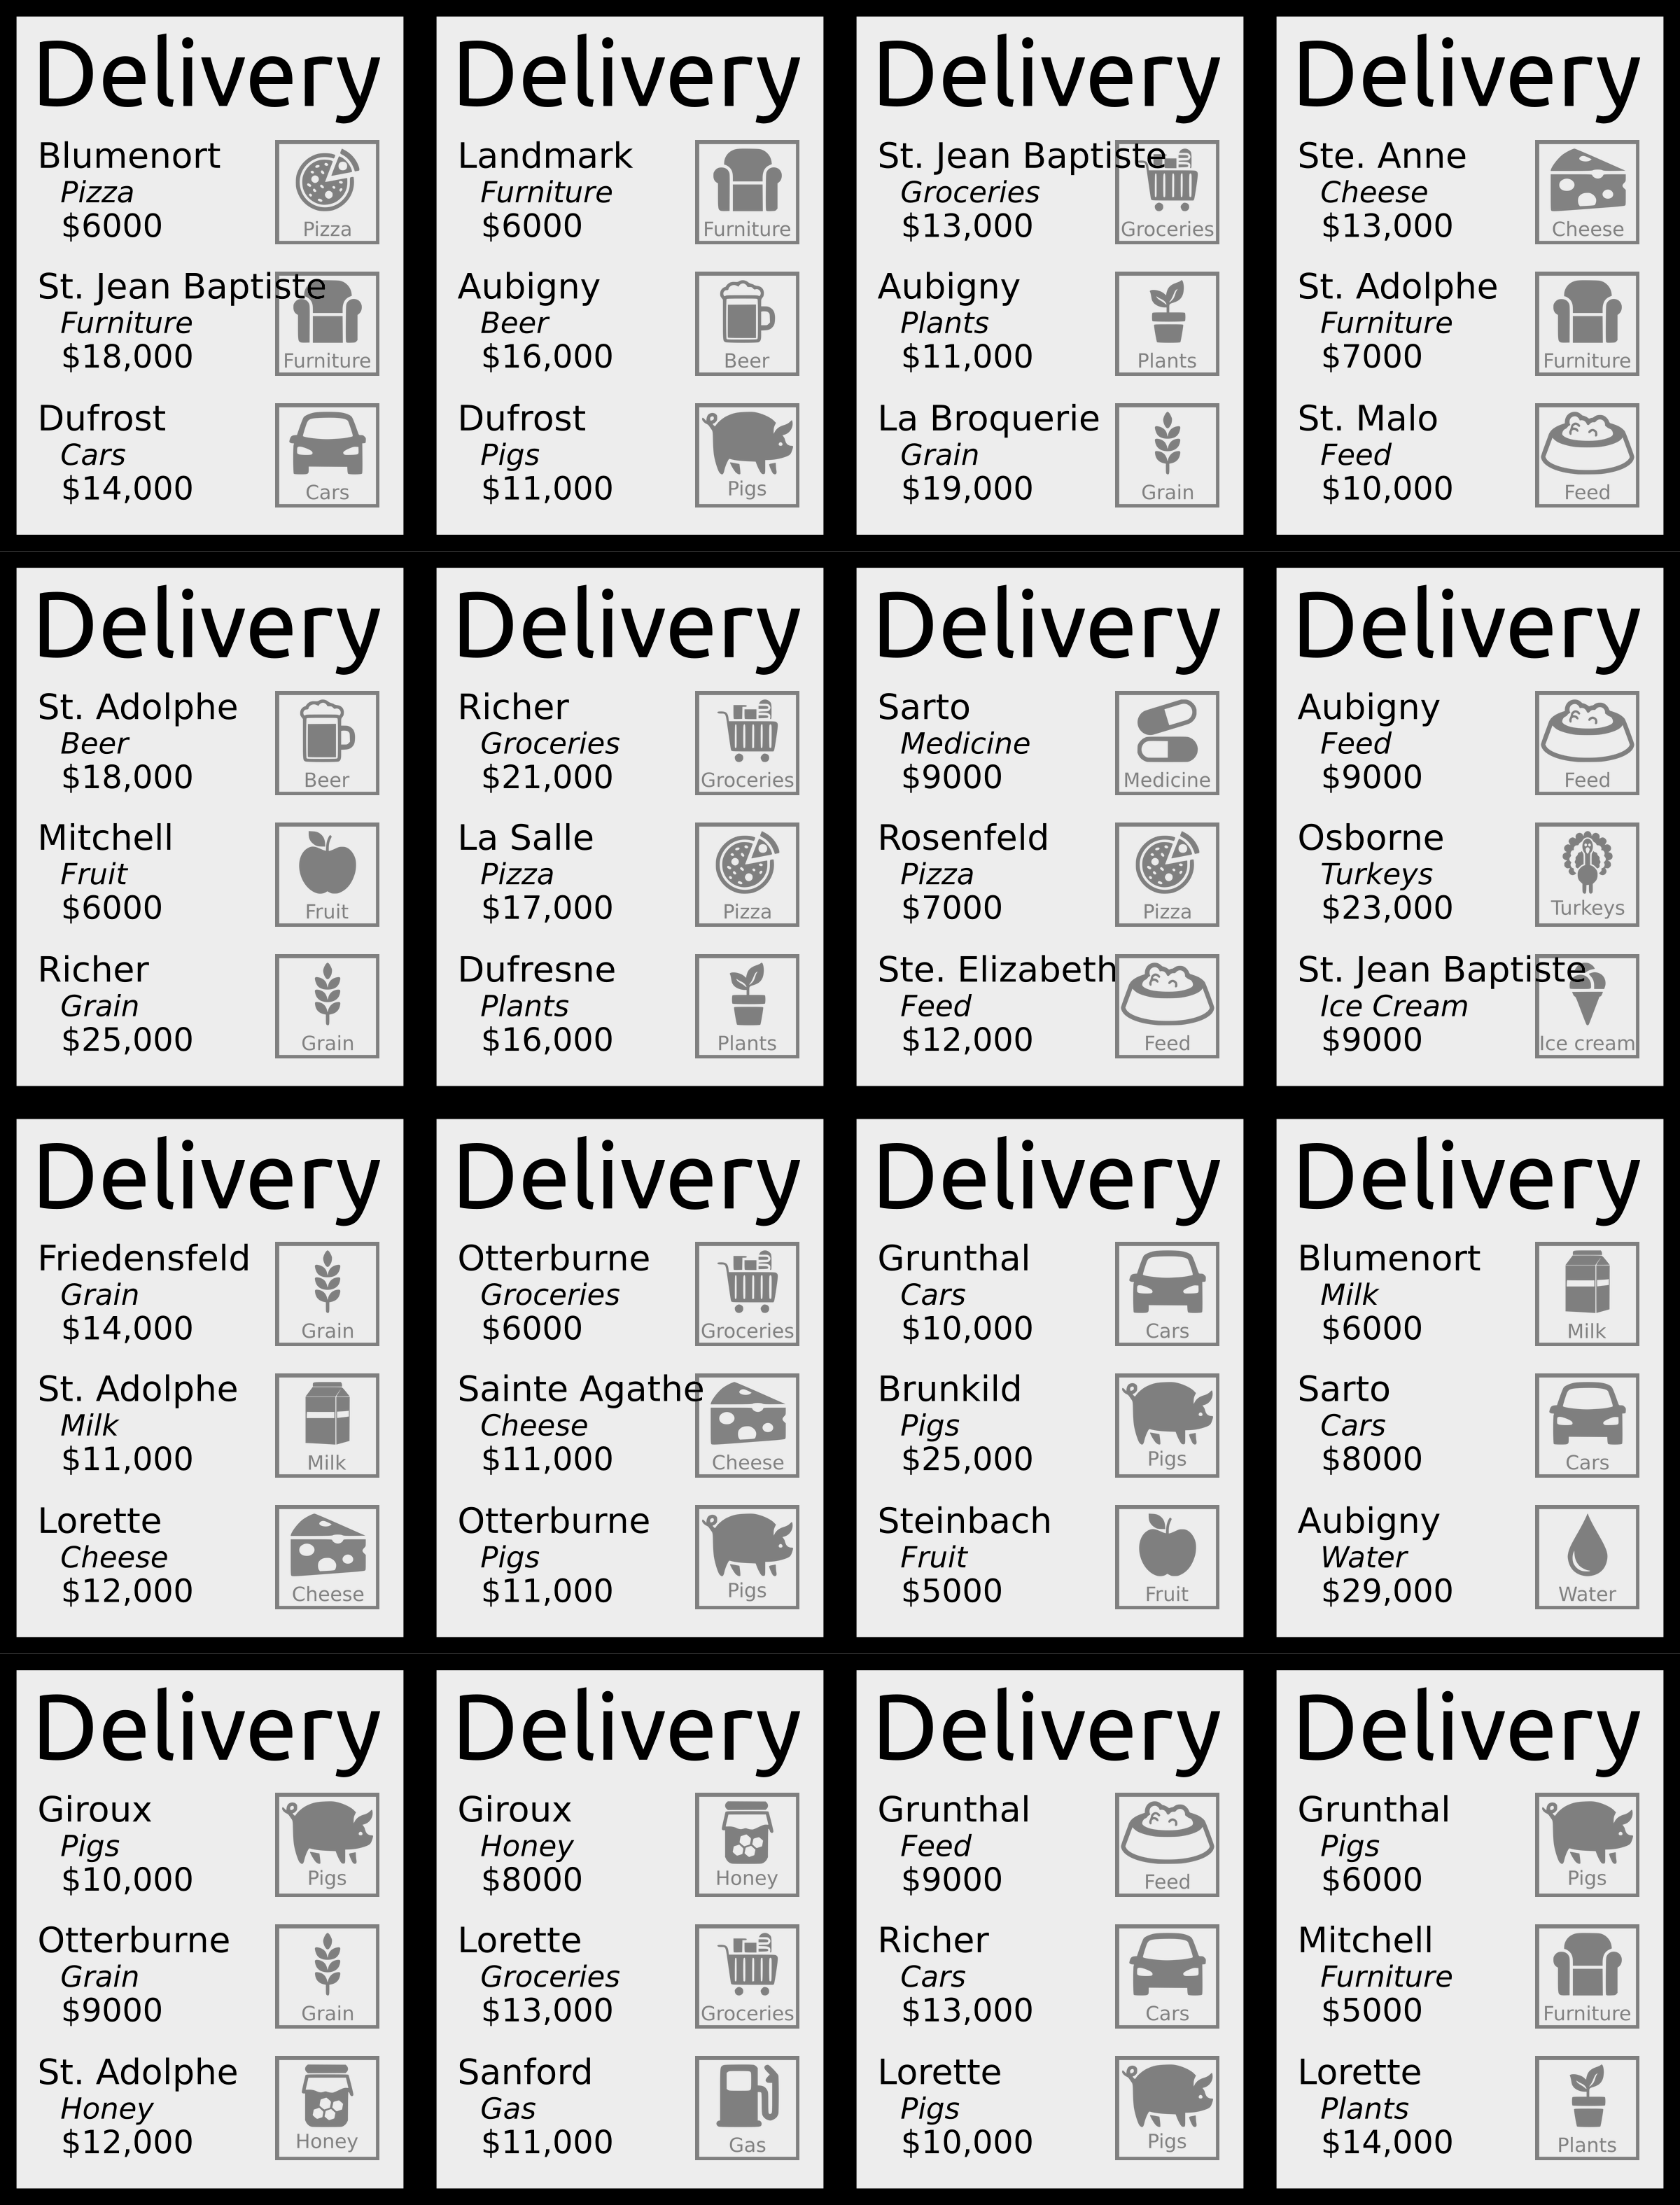 Delivery
Blumenort
Pizza
$6000
Pizza
St. Jean Baptiste
Furniture
$18,000
Furniture
Dufrost
Cars
$14,000
Cars
Delivery
Landmark
Furniture
$6000
Furniture
Aubigny
Beer
$16,000
Beer
Dufrost
Pigs
$11,000
Pigs
Delivery
St. Jean Baptiste
Groceries
$13,000
Groceries
Aubigny
Plants
$11,000
Plants
La Broquerie
Grain
$19,000
Grain
Delivery
Ste. Anne
Cheese
$13,000
Cheese
St. Adolphe
Furniture
$7000
Furniture
St. Malo
Feed
$10,000
Feed
Delivery
St. Adolphe
Beer
$18,000
Beer
Mitchell
Fruit
$6000
Fruit
Richer
Grain
$25,000
Grain
Delivery
Richer
Groceries
$21,000
Groceries
La Salle
Pizza
$17,000
Pizza
Dufresne
Plants
$16,000
Plants
Delivery
Sarto
Medicine
$9000
Medicine
Rosenfeld
Pizza
$7000
Pizza
Ste. Elizabeth
Feed
$12,000
Feed
Delivery
Aubigny
Feed
$9000
Feed
Osborne
Turkeys
$23,000
Turkeys
St. Jean Baptiste
Ice Cream
$9000
Ice cream
Delivery
Friedensfeld
Grain
$14,000
Grain
St. Adolphe
Milk
$11,000
Milk
Lorette
Cheese
$12,000
Cheese
Delivery
Otterburne
Groceries
$6000
Groceries
Sainte Agathe
Cheese
$11,000
Cheese
Otterburne
Pigs
$11,000
Pigs
Delivery
Grunthal
Cars
$10,000
Cars
Brunkild
Pigs
$25,000
Pigs
Steinbach
Fruit
$5000
Fruit
Delivery
Blumenort
Milk
$6000
Milk
Sarto
Cars
$8000
Cars
Aubigny
Water
$29,000
Water
Delivery
Giroux
Pigs
$10,000
Pigs
Otterburne
Grain
$9000
Grain
St. Adolphe
Honey
$12,000
Honey
Delivery
Giroux
Honey
$8000
Honey
Lorette
Groceries
$13,000
Groceries
Sanford
Gas
$11,000
Gas
Delivery
Grunthal
Feed
$9000
Feed
Richer
Cars
$13,000
Cars
Lorette
Pigs
$10,000
Pigs
Delivery
Grunthal
Pigs
$6000
Pigs
Mitchell
Furniture
$5000
Furniture
Lorette
Plants
$14,000
Plants